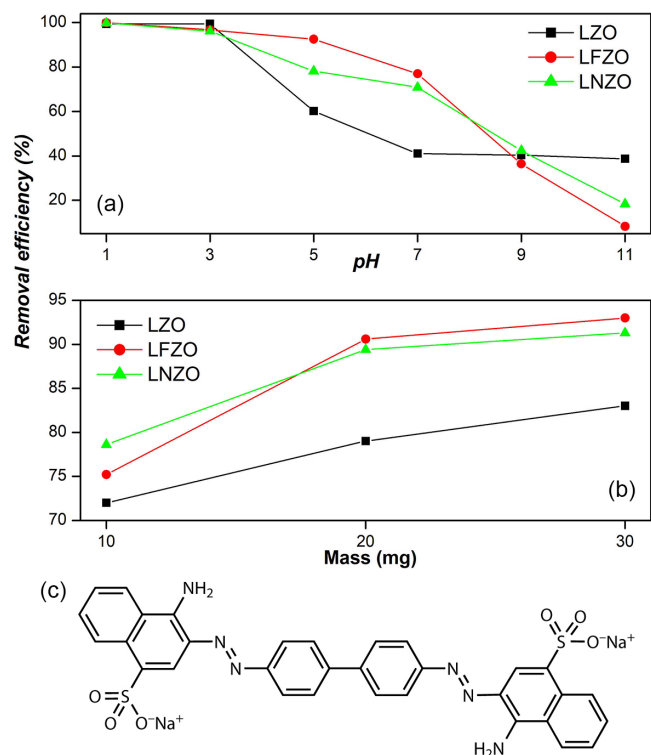 Removal efficiency (%)
100
80
60
40
20
LZO
LFZO
LNZO
(a)
1 3 5 7 9 11
pH
95
90
85
80
75
70
LZO
LFZO
LNZO
(b)
10 20 30
Mass (mg)
(c)
NH₂
N
N
O
S
O
O⁻Na⁺
N
N
O
O
S
O⁻Na⁺
H₂N